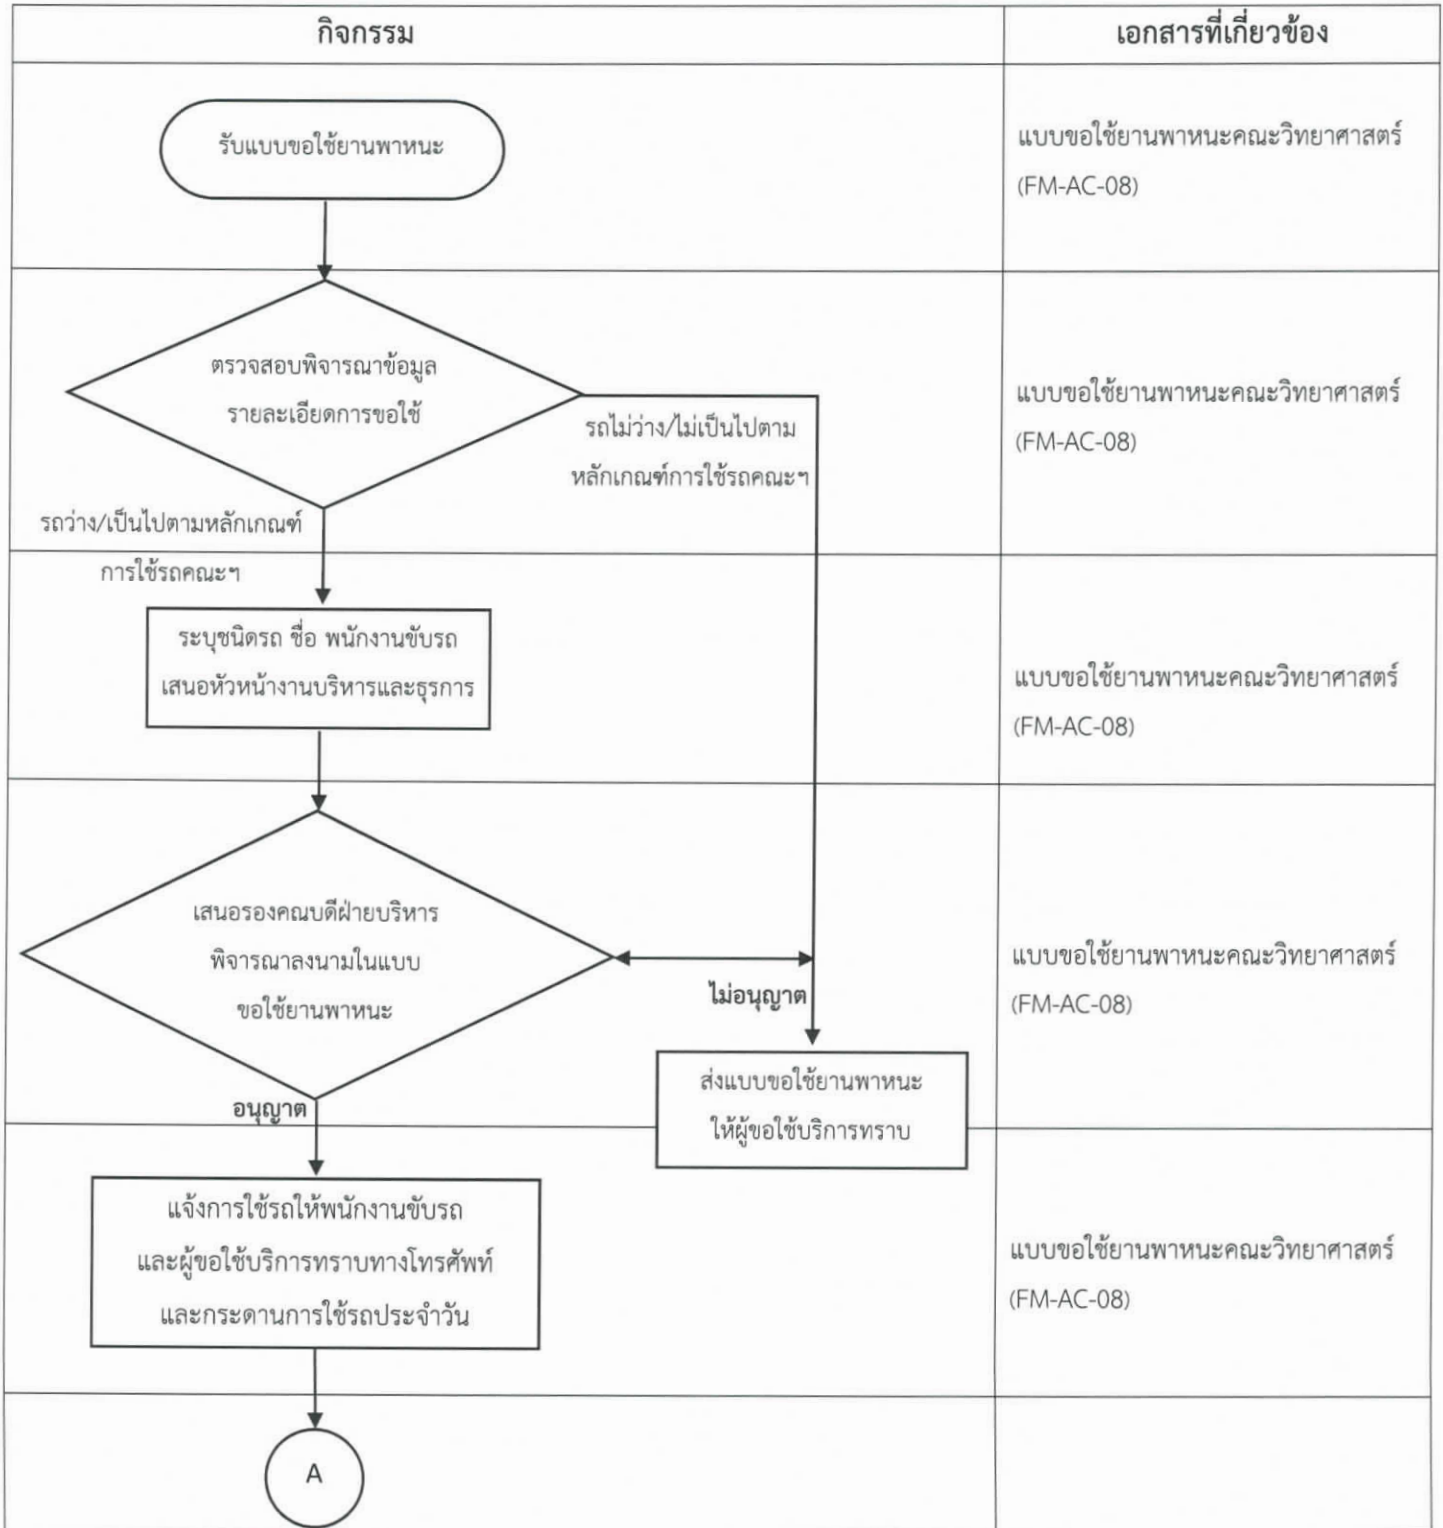 กิจกรรม
เอกสารที่เกี่ยวข้อง
รับแบบขอใช้ยานพาหนะ
แบบขอใช้ยานพาหนะคณะวิทยาศาสตร์
(FM-AC-08)
ตรวจสอบพิจารณาข้อมูล
รายละเอียดการขอใช้
รถไม่ว่าง/ไม่เป็นไปตาม
หลักเกณฑ์การใช้รถคณะฯ
แบบขอใช้ยานพาหนะคณะวิทยาศาสตร์
(FM-AC-08)
รถว่าง/เป็นไปตามหลักเกณฑ์
การใช้รถคณะฯ
ระบุชนิดรถ ชื่อ พนักงานขับรถ
เสนอหัวหน้างานบริหารและธุรการ
แบบขอใช้ยานพาหนะคณะวิทยาศาสตร์
(FM-AC-08)
เสนอรองคณบดีฝ่ายบริหาร
พิจารณาลงนามในแบบ
ขอใช้ยานพาหนะ
ไม่อนุญาต
แบบขอใช้ยานพาหนะคณะวิทยาศาสตร์
(FM-AC-08)
ส่งแบบขอใช้ยานพาหนะ
ให้ผู้ขอใช้บริการทราบ
อนุญาต
แจ้งการใช้รถให้พนักงานขับรถ
และผู้ขอใช้บริการทราบทางโทรศัพท์
และกระดานการใช้รถประจำวัน
แบบขอใช้ยานพาหนะคณะวิทยาศาสตร์
(FM-AC-08)
A